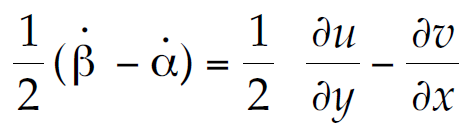 1/2 (β̇ − α̇) = 1/2 ∂u/∂y − ∂v/∂x